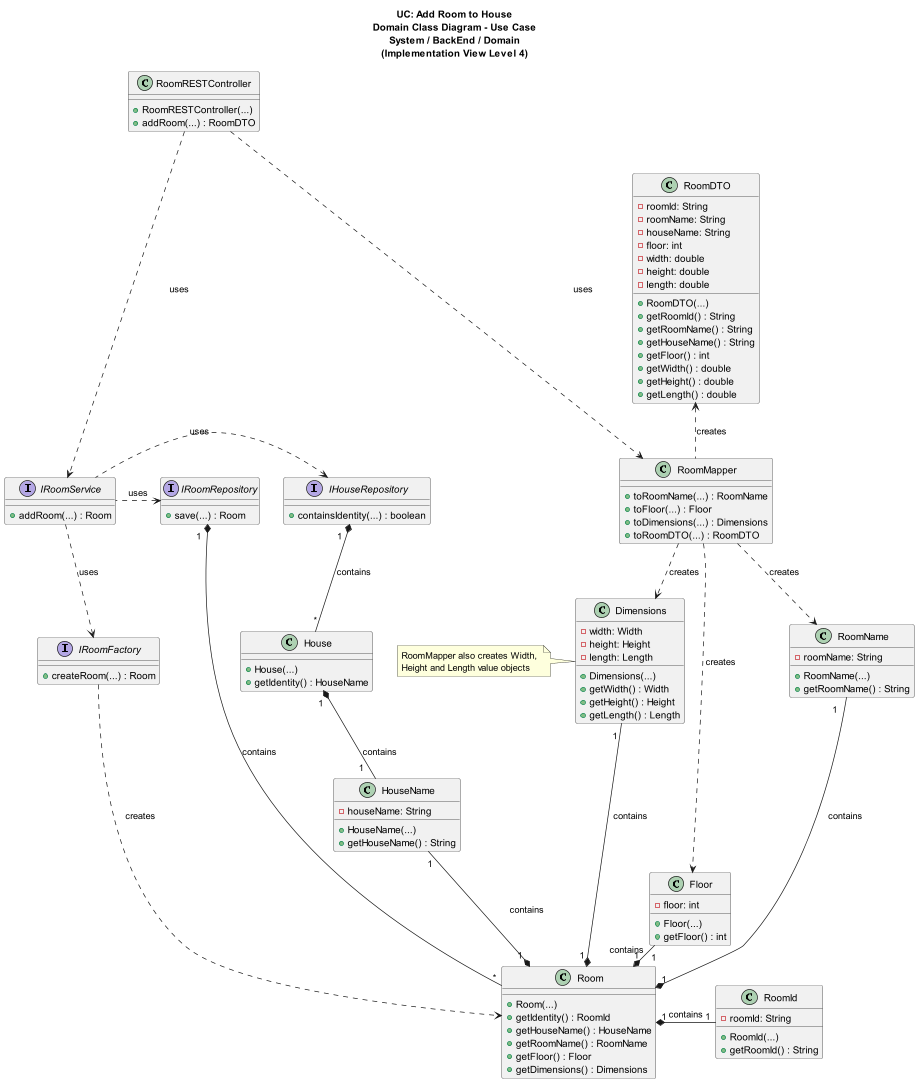 UC: Add Room to House
Domain Class Diagram - Use Case
System / BackEnd / Domain
(Implementation View Level 4)
C RoomRESTController
RoomRESTController(...)
addRoom(...) : RoomDTO
C RoomDTO
roomId: String
roomName: String
houseName: String
floor: int
width: double
height: double
length: double
RoomDTO(...)
getRoomId() : String
getRoomName() : String
getHouseName() : String
getFloor() : int
getWidth() : double
getHeight() : double
getLength() : double
uses
uses
uses
creates
I IRoomService
addRoom(...) : Room
uses
I IRoomRepository
save(...) : Room
I IHouseRepository
containsIdentity(...) : boolean
C RoomMapper
toRoomName(...) : RoomName
toFloor(...) : Floor
toDimensions(...) : Dimensions
toRoomDTO(...) : RoomDTO
1
1
uses
contains
creates
creates
*
I IRoomFactory
createRoom(...) : Room
C House
House(...)
getIdentity() : HouseName
RoomMapper also creates Width,
Height and Length value objects
C Dimensions
width: Width
height: Height
length: Length
Dimensions(...)
getWidth() : Width
getHeight() : Height
getLength() : Length
creates
C RoomName
roomName: String
RoomName(...)
getRoomName() : String
1
1
1
contains
contains
1
C HouseName
houseName: String
HouseName(...)
getHouseName() : String
creates
contains
contains
1
C Floor
floor: int
Floor(...)
getFloor() : int
contains
contains
1
1
1
1
1
*
C Room
Room(...)
getIdentity() : RoomId
getHouseName() : HouseName
getRoomName() : RoomName
getFloor() : Floor
getDimensions() : Dimensions
1
contains
1
C RoomId
roomId: String
RoomId(...)
getRoomId() : String